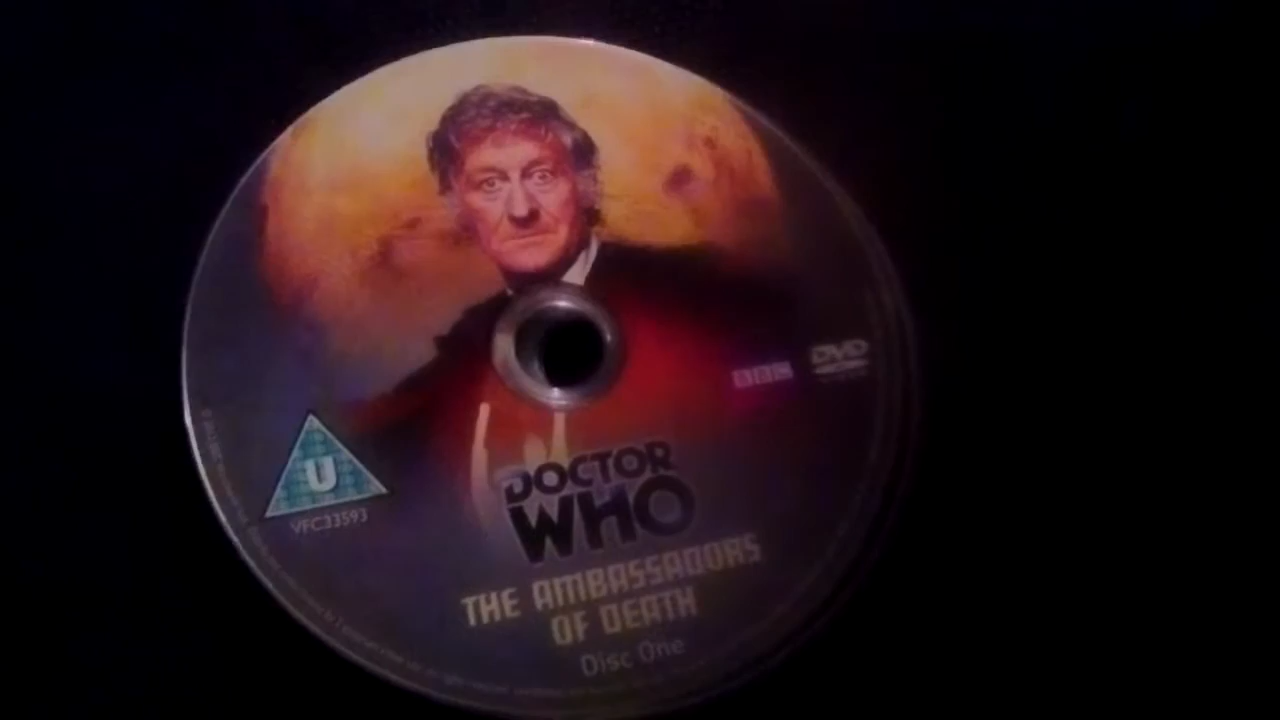 BBC
DVD
U
VFC33593
DOCTOR
WHO
THE AMBASSADORS
OF DEATH
Disc One